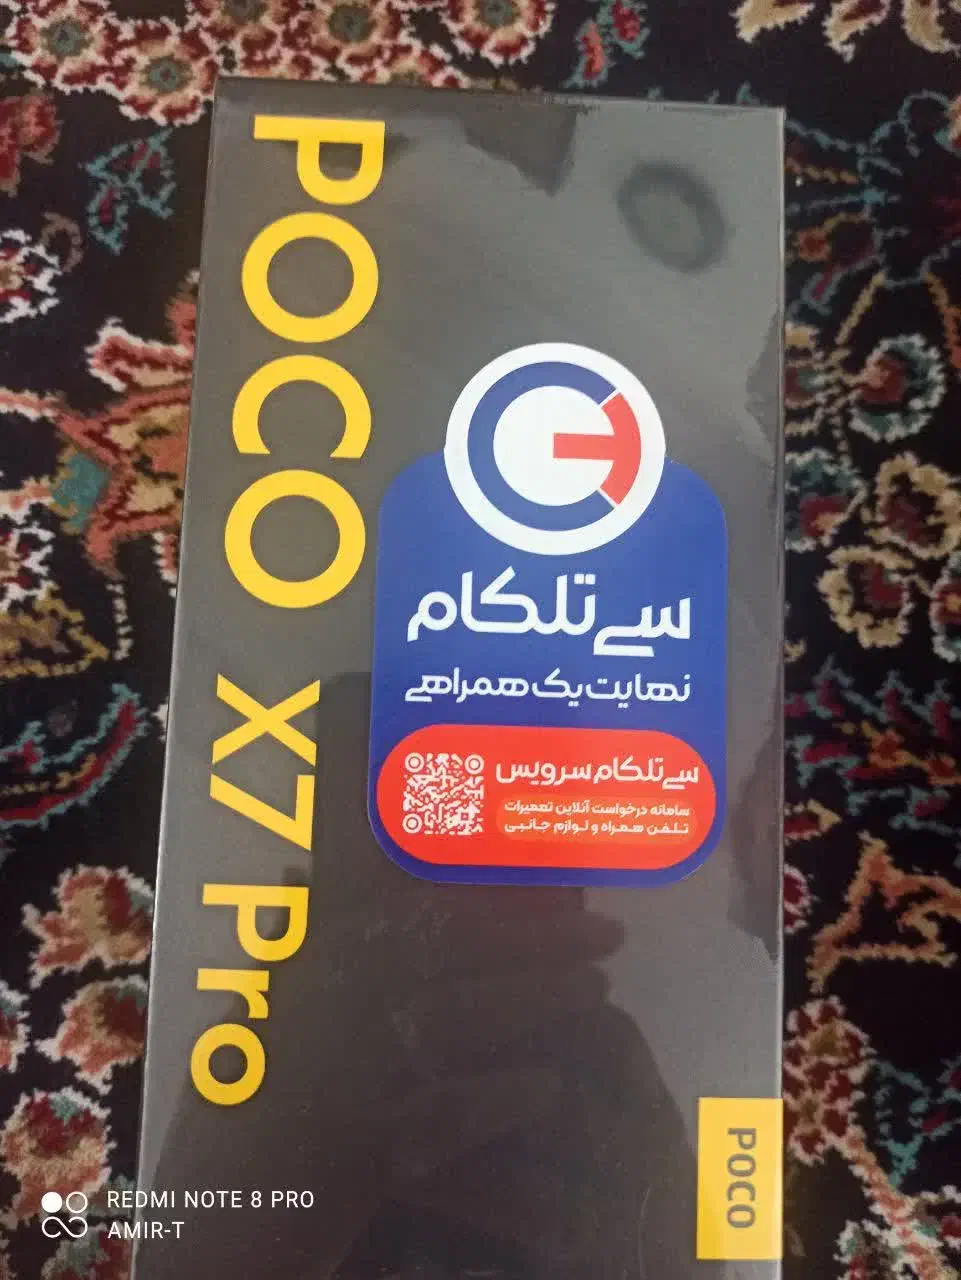 POCO X7 Pro
سی تلکام
نهایت یک همراهی
سی تلکام سرویس
سامانه درخواست آنلاین تعمیرات
تلفن همراه و لوازم جانبی
POCO
REDMI NOTE 8 PRO
AMIR-T